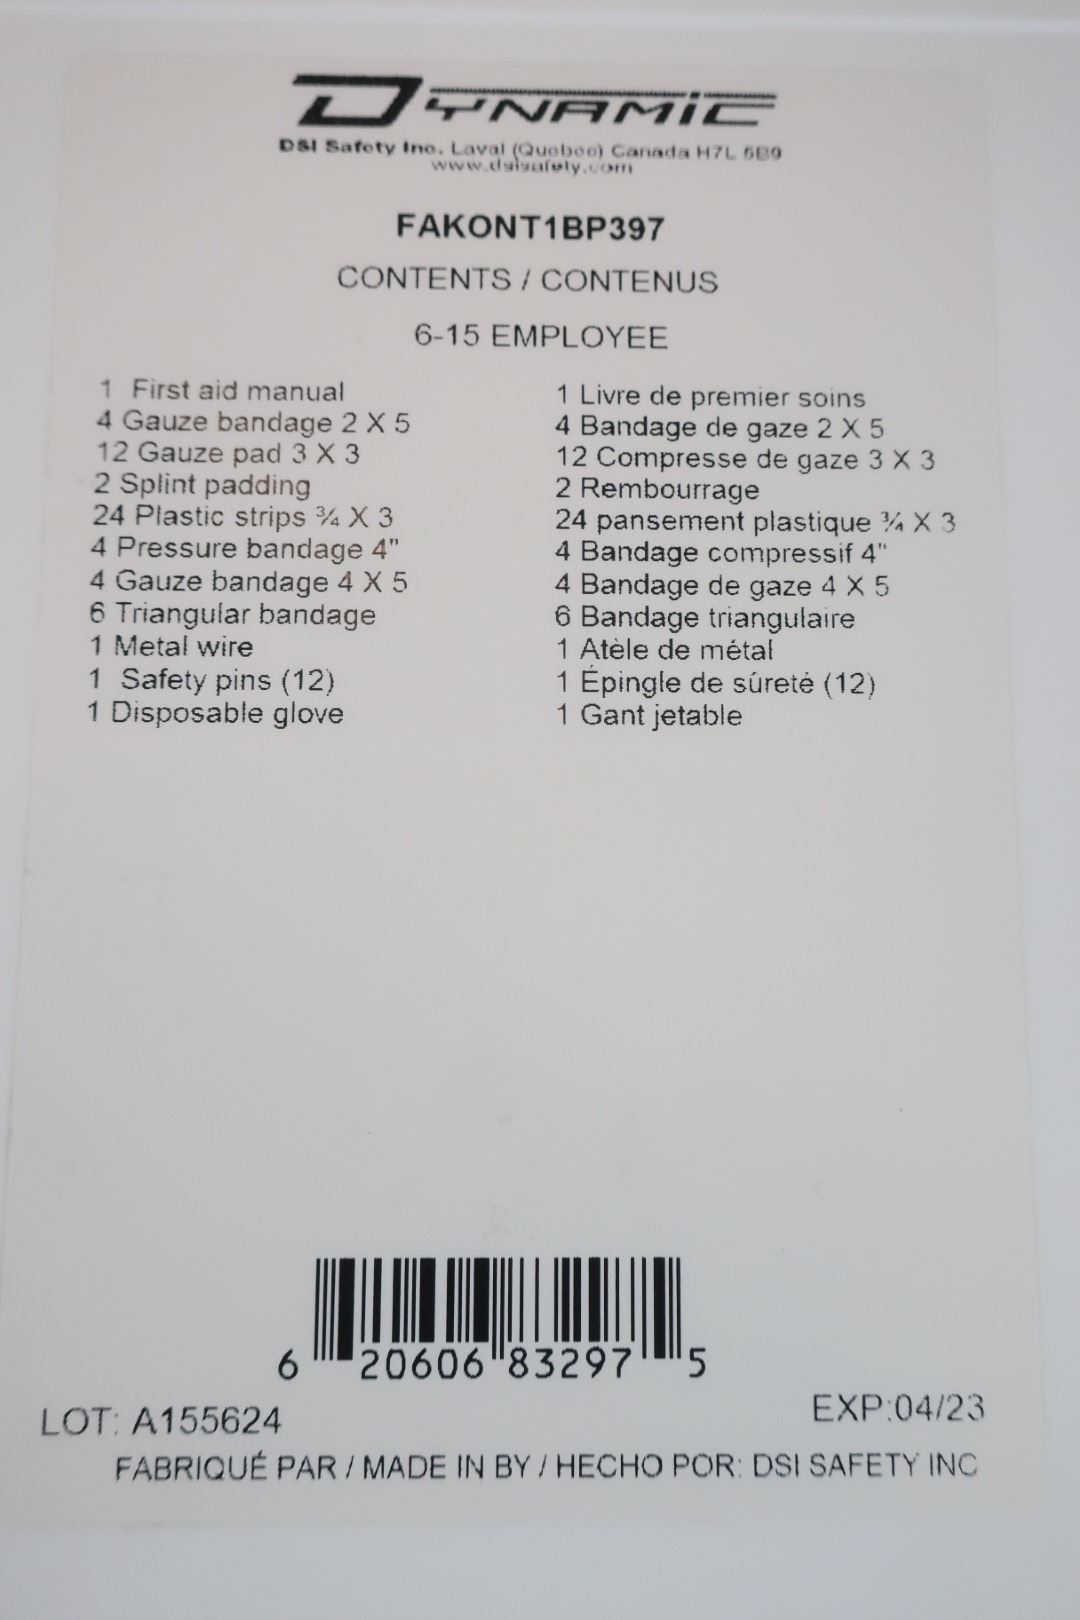 DYNAMiC
DSI Safety Inc. Laval (Quebec) Canada H7L 5B9
www.dsisafety.com
FAKONT1BP397
CONTENTS / CONTENUS
6-15 EMPLOYEE
1 First aid manual
4 Gauze bandage 2 X 5
12 Gauze pad 3 X 3
2 Splint padding
24 Plastic strips ¾ X 3
4 Pressure bandage 4"
4 Gauze bandage 4 X 5
6 Triangular bandage
1 Metal wire
1 Safety pins (12)
1 Disposable glove
1 Livre de premier soins
4 Bandage de gaze 2 X 5
12 Compresse de gaze 3 X 3
2 Rembourrage
24 pansement plastique ¾ X 3
4 Bandage compressif 4"
4 Bandage de gaze 4 X 5
6 Bandage triangulaire
1 Atèle de métal
1 Épingle de sûreté (12)
1 Gant jetable
6 20606 83297 5
LOT: A155624
EXP:04/23
FABRIQUÉ PAR / MADE IN BY / HECHO POR: DSI SAFETY INC